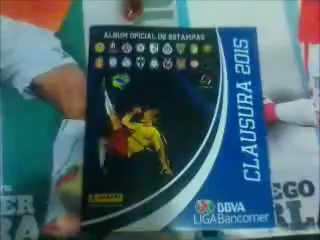 ALBUM OFICIAL DE ESTAMPAS
CLAUSURA 2015
PANINI
BBVA
LIGA Bancomer